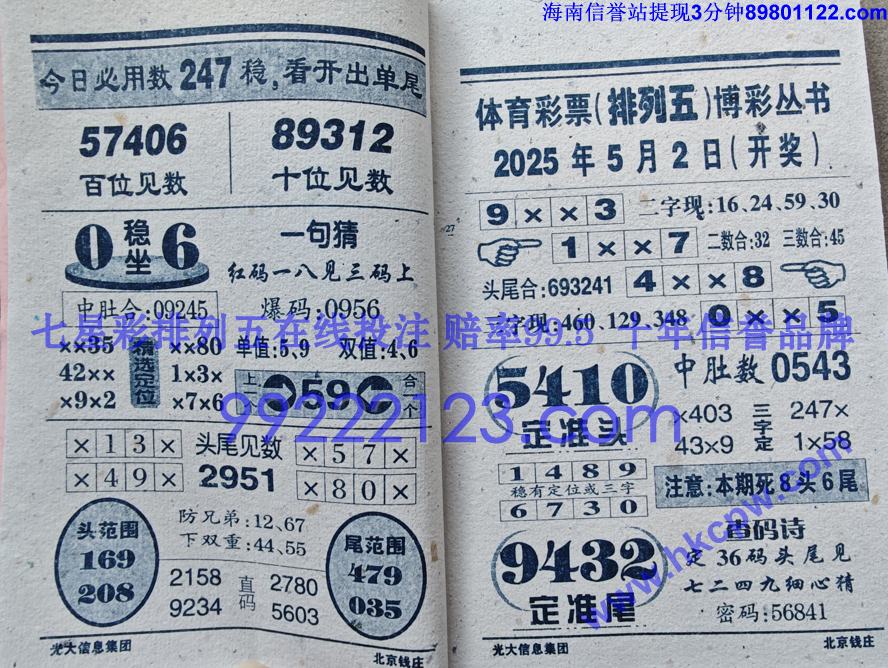 海南信誉站提现3分钟89801122.com
今日必用数247稳,看开出单尾
57406 89312
百位见数 十位见数
0稳坐6
一句猜
红码一八见三码上
中肚合:09245 爆码:0956
××35 精选定位 ××80 单值:5、9 双值:4、6
42×× 1×3×
×9×2 ×7×6
上 59 合个
×13× 头尾见数 ×57×
×49× 2951 ×80×
头范围
169
208
防兄弟:12、67
下双重:44、55
2158 直码 2780
9234 5603
尾范围
479
035
光大信息集团 北京钱庄
体育彩票(排列五)博彩丛书
2025年5月2日(开奖)
9××3 二字现:16、24、59、30
27
1××7 二数合:32 三数合:45
头尾合:693241 4××8
三字现:460、129、348 0××5
七星彩排列五在线投注 赔率99.5 十年信誉品牌
5410
定准头
中肚数0543
×403 三字定 247×
43×9 1×58
99222123.com
1489
稳有定位或三字
6730
注意:本期死8头6尾
9432
定准尾
查码诗
定36码头尾见
七二四九细心猜
密码:56841
www.hkcpw.com
光大信息集团 北京钱庄